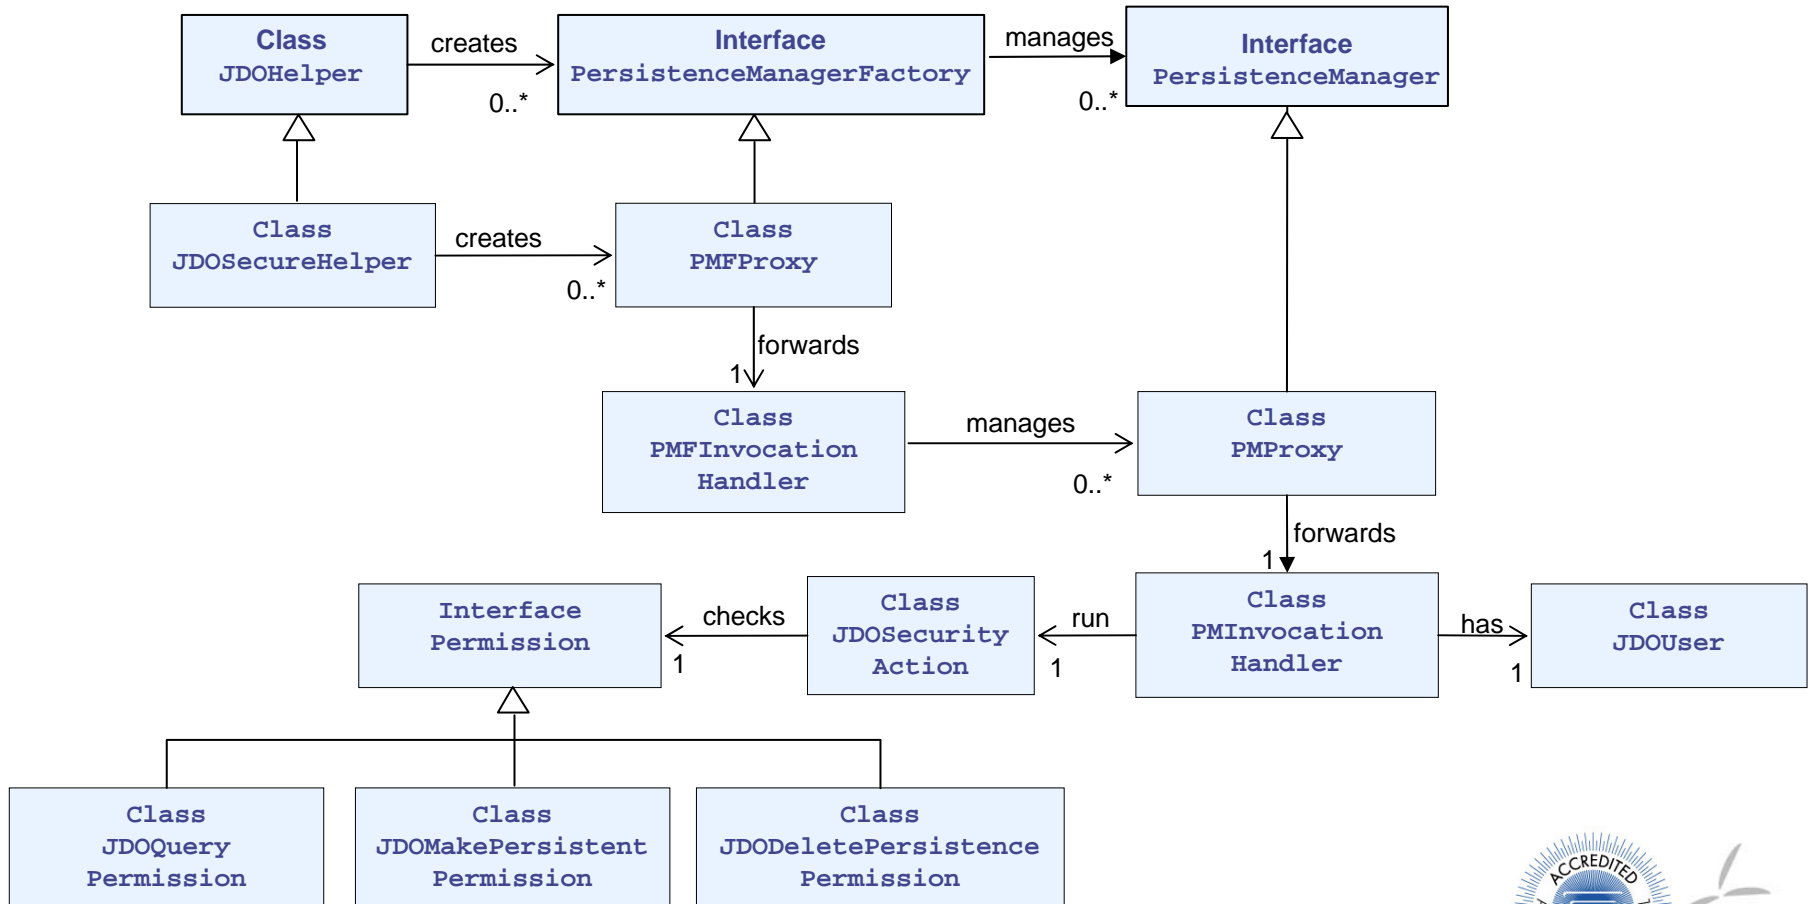 Class
JDOHelper
creates
0..*
Interface
PersistenceManagerFactory
manages
0..*
Interface
PersistenceManager
Class
JDOSecureHelper
creates
0..*
Class
PMFProxy
forwards
1
Class
PMFInvocation
Handler
manages
0..*
Class
PMProxy
forwards
1
Interface
Permission
checks
1
Class
JDOSecurity
Action
run
1
Class
PMInvocation
Handler
has
1
Class
JDOUser
Class
JDOQuery
Permission
Class
JDOMakePersistent
Permission
Class
JDODeletePersistence
Permission
ACCREDITED